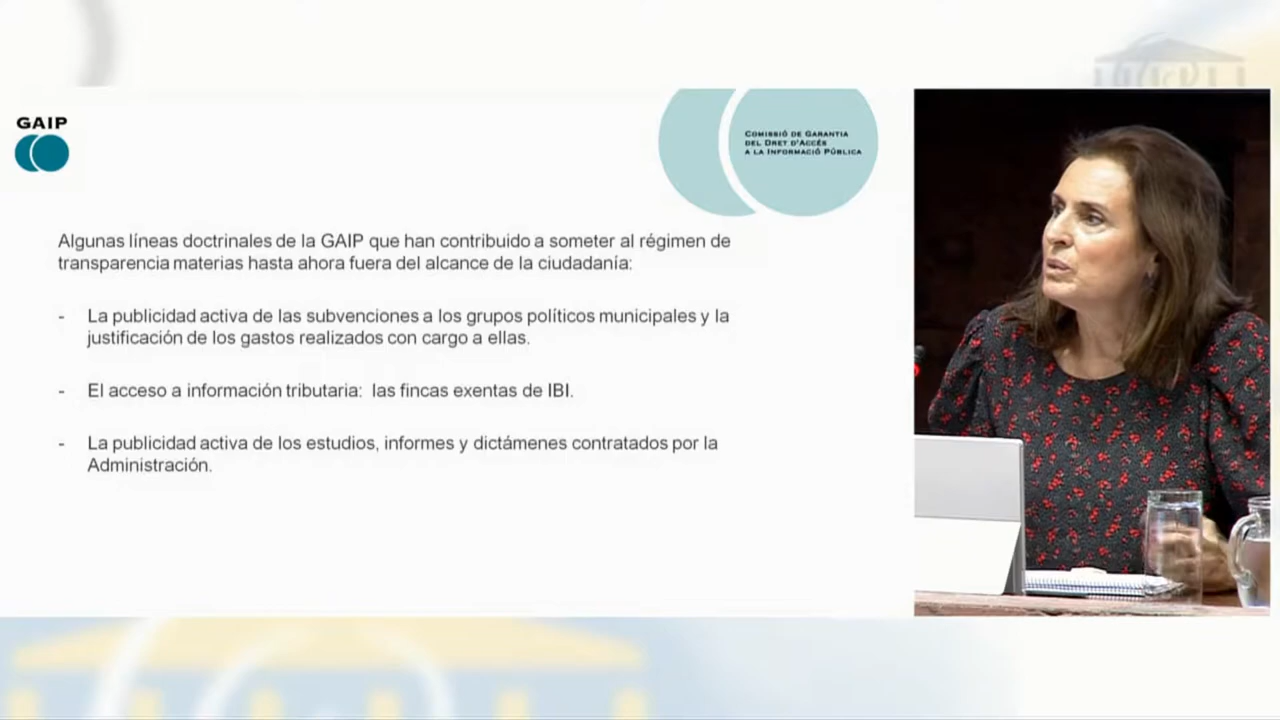 GAIP
COMISSIÓ DE GARANTIA
DEL DRET D'ACCÉS
A LA INFORMACIÓ PÚBLICA
Algunas líneas doctrinales de la GAIP que han contribuido a someter al régimen de
transparencia materias hasta ahora fuera del alcance de la ciudadanía:
- La publicidad activa de las subvenciones a los grupos políticos municipales y la
justificación de los gastos realizados con cargo a ellas.
- El acceso a información tributaria: las fincas exentas de IBI.
- La publicidad activa de los estudios, informes y dictámenes contratados por la
Administración.